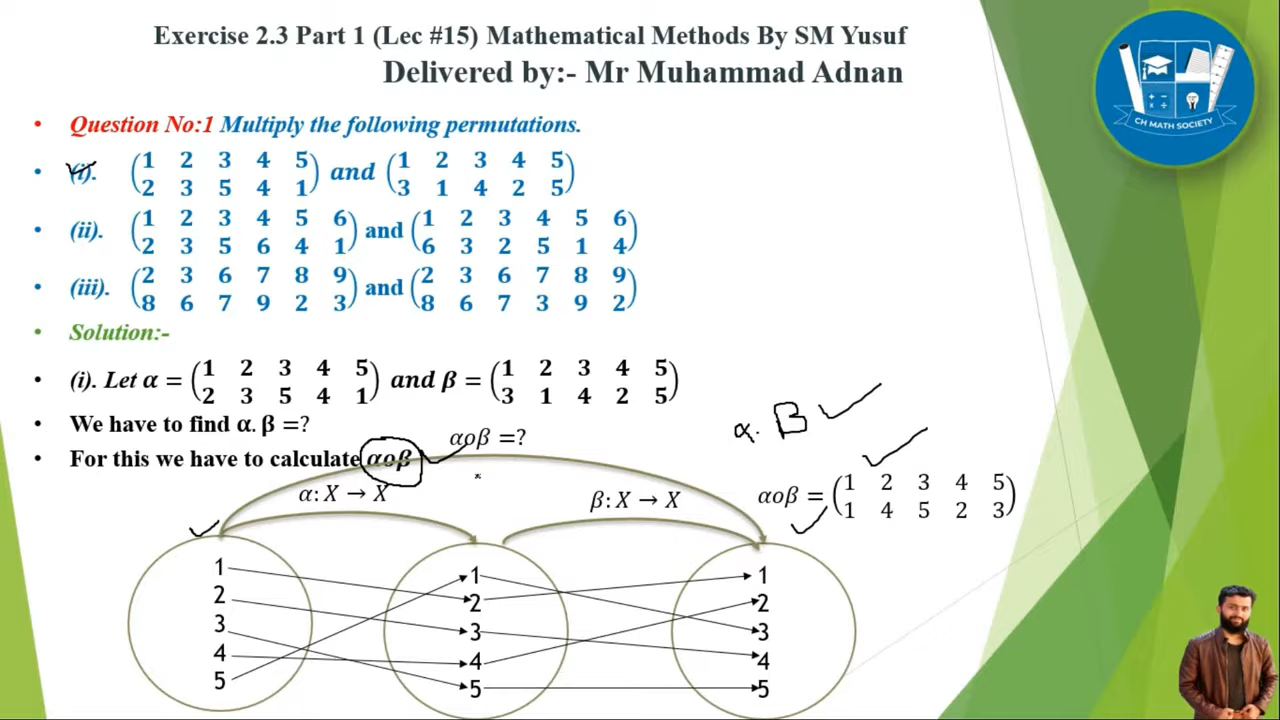 Exercise 2.3 Part 1 (Lec #15) Mathematical Methods By SM Yusuf
Delivered by:- Mr Muhammad Adnan
CH MATH SOCIETY
• Question No:1 Multiply the following permutations.
• (i). (1 2 3 4 5 / 2 3 5 4 1) and (1 2 3 4 5 / 3 1 4 2 5)
• (ii). (1 2 3 4 5 6 / 2 3 5 6 4 1) and (1 2 3 4 5 6 / 6 3 2 5 1 4)
• (iii). (2 3 6 7 8 9 / 8 6 7 9 2 3) and (2 3 6 7 8 9 / 8 6 7 3 9 2)
• Solution:-
• (i). Let α = (1 2 3 4 5 / 2 3 5 4 1) and β = (1 2 3 4 5 / 3 1 4 2 5)
• We have to find α. β =?
α. β
• For this we have to calculate αoβ
αoβ =?
α: X → X
β: X → X
αoβ = (1 2 3 4 5 / 1 4 5 2 3)
1 1 1
2 2 2
3 3 3
4 4 4
5 5 5